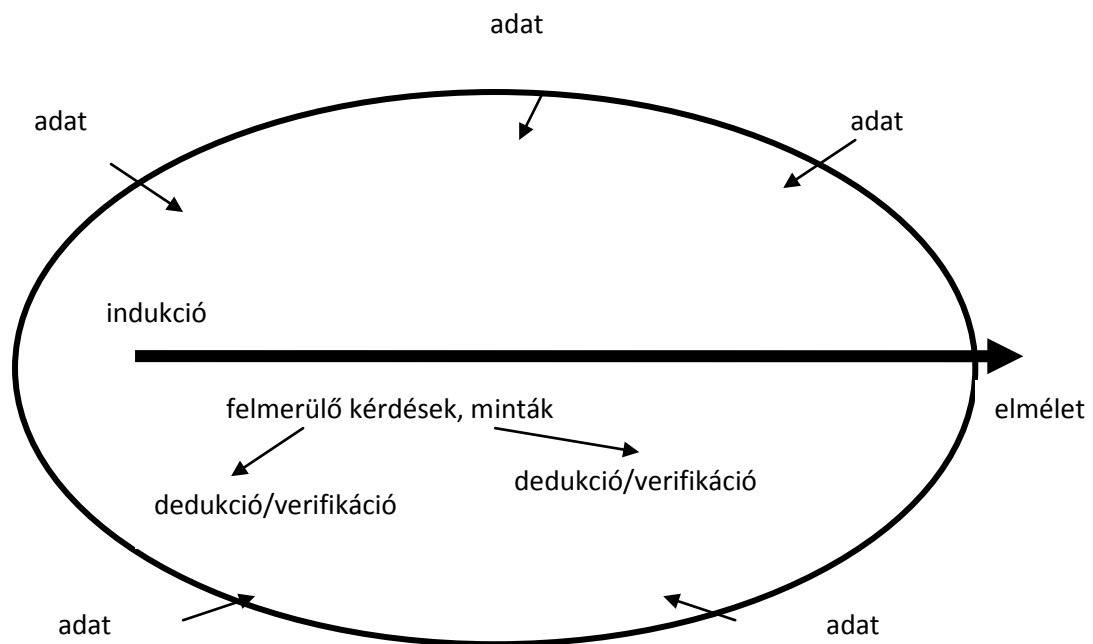 adat
adat
adat
indukció
felmerülő kérdések, minták
elmélet
dedukció/verifikáció
dedukció/verifikáció
adat
adat